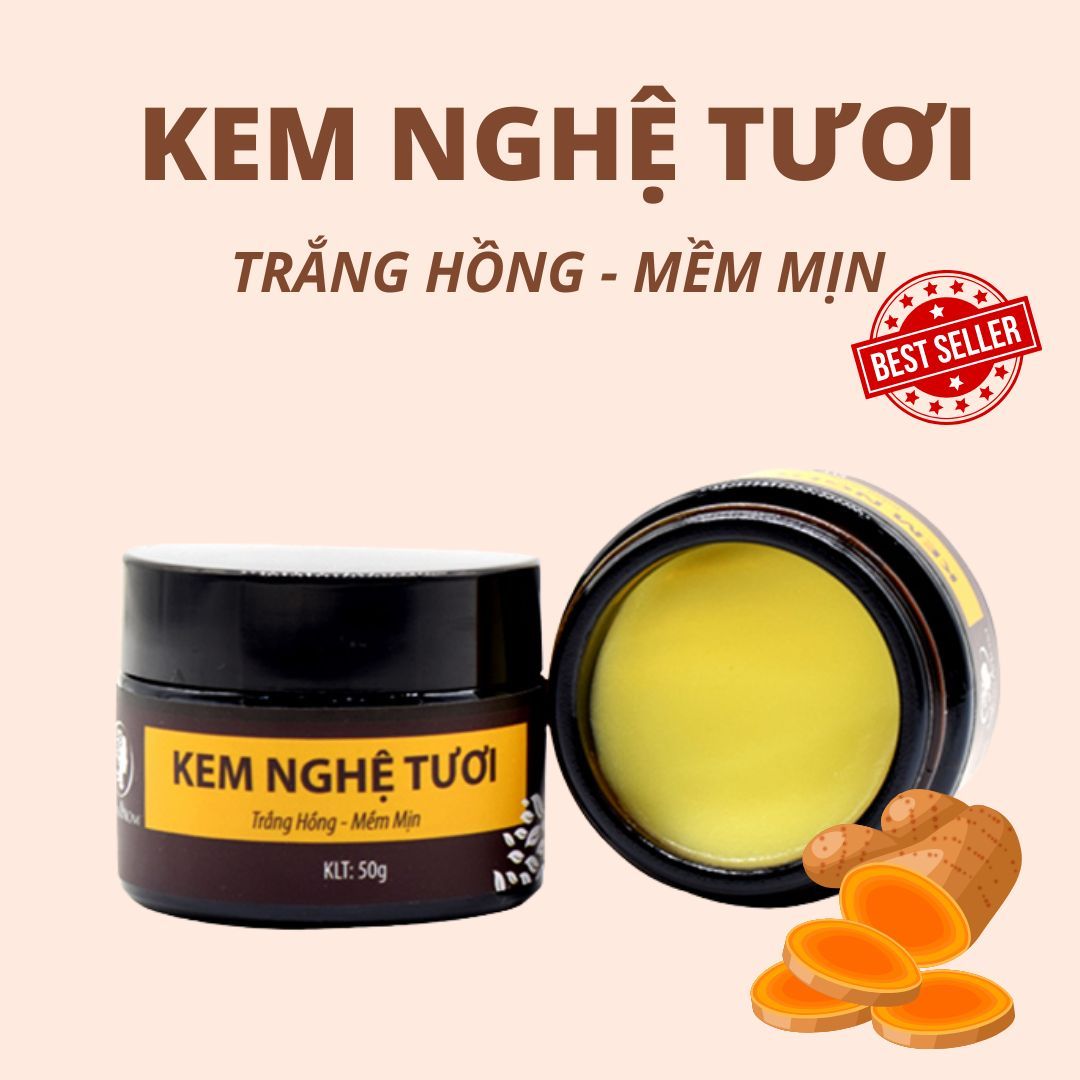 KEM NGHỆ TƯƠI
TRẮNG HỒNG - MỀM MỊN
BEST SELLER
KEM NGHỆ TƯƠI
Trắng Hồng - Mềm Mịn
KLT: 50g